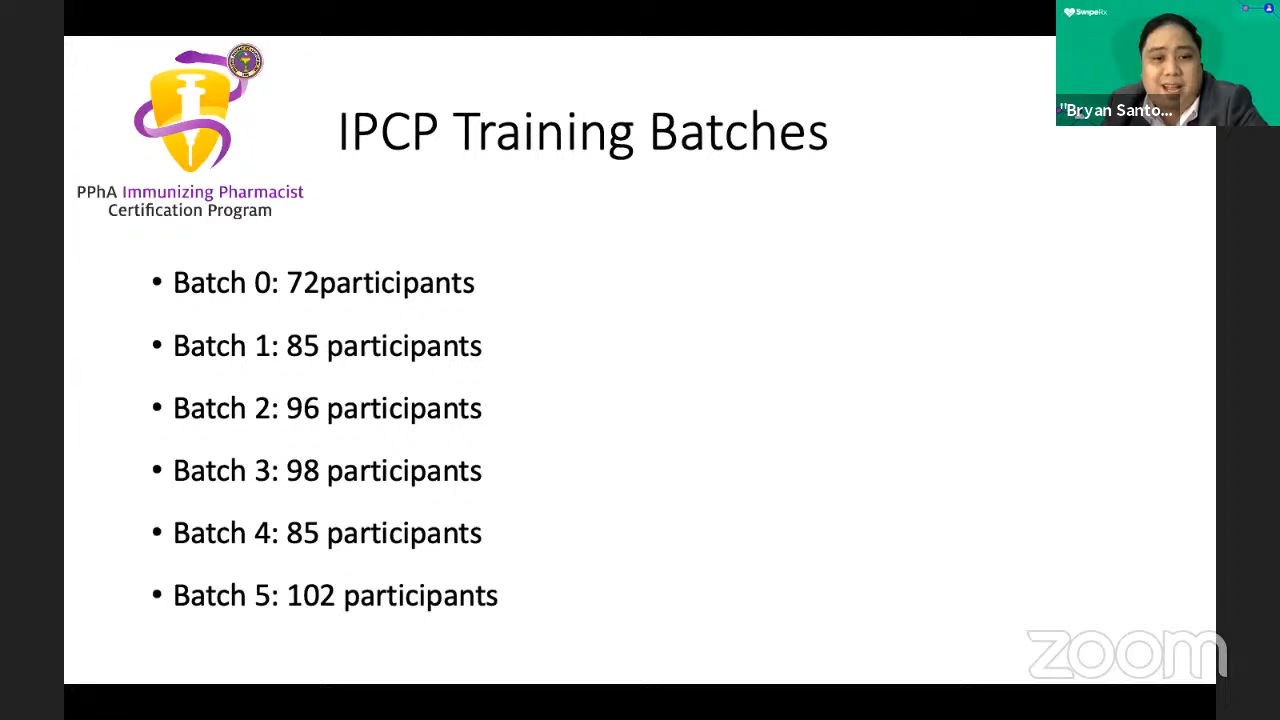 SwipeRx
"Bryan Santo...
IPCP Training Batches
PPhA Immunizing Pharmacist
Certification Program
• Batch 0: 72participants
• Batch 1: 85 participants
• Batch 2: 96 participants
• Batch 3: 98 participants
• Batch 4: 85 participants
• Batch 5: 102 participants
zoom